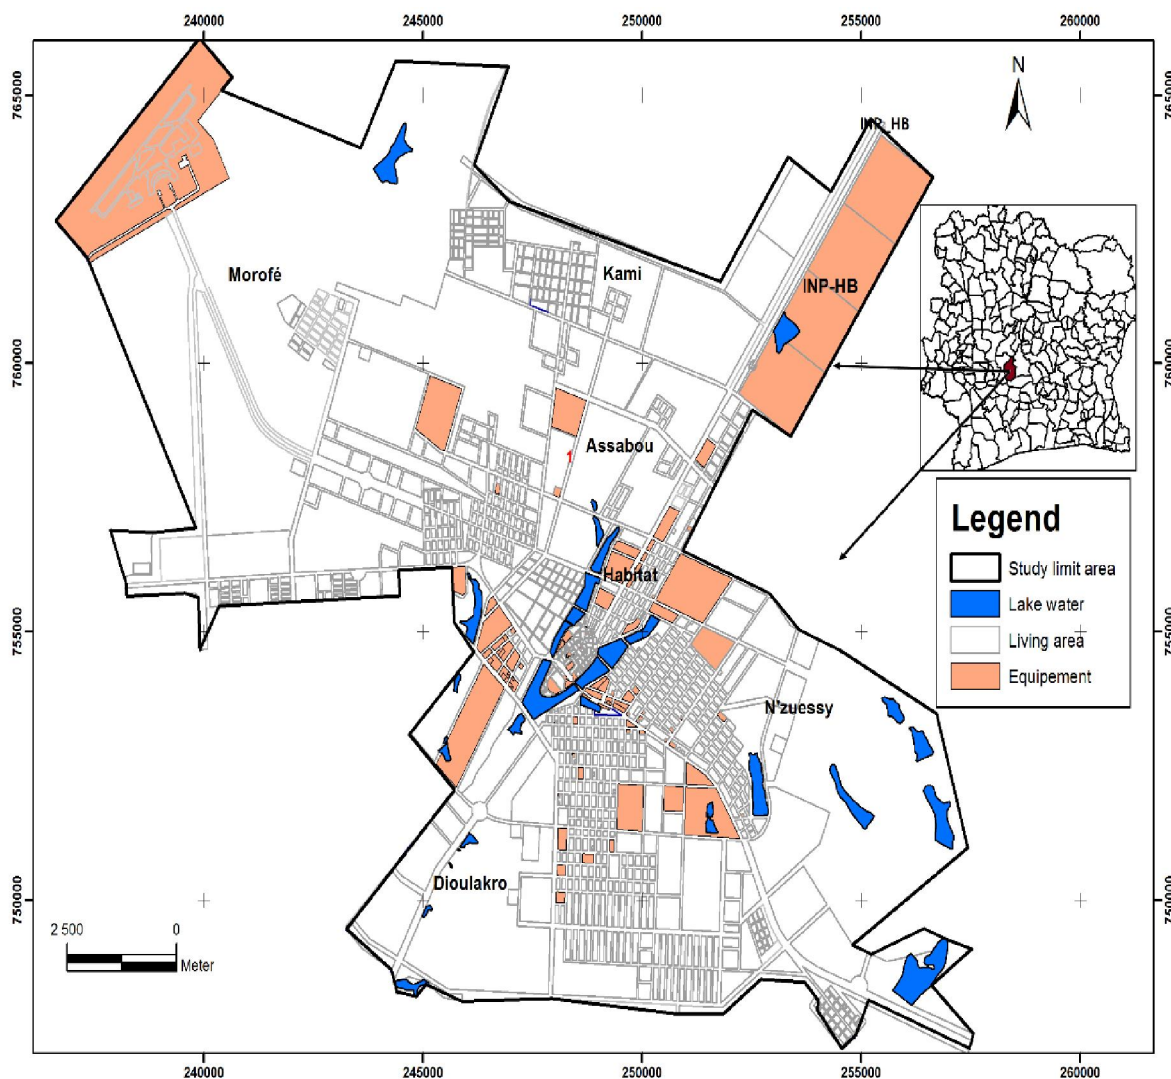 240000 245000 250000 255000 260000
765000 765000
N
INP_HB
Morofé
Kami
INP-HB
760000 760000
Assabou
1
Legend
Study limit area
Lake water
Living area
Equipement
Habitat
755000 755000
N'zuessy
Dioulakro
750000 750000
2 500 0
Meter
240000 245000 250000 255000 260000